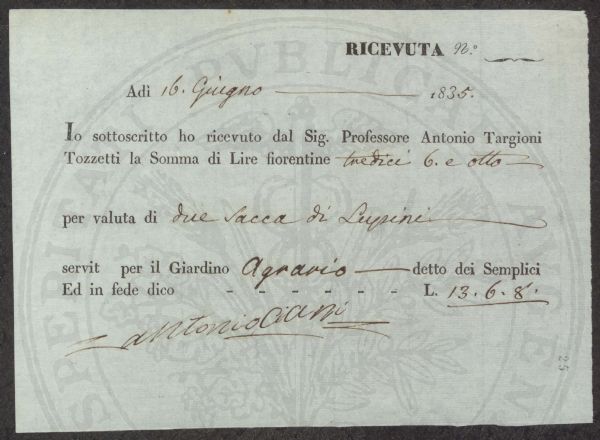 RICEVUTA N.°
Adì 16. Giugno 1835.
Io sottoscritto ho ricevuto dal Sig. Professore Antonio Targioni
Tozzetti la Somma di Lire fiorentine tredici 6. e otto
per valuta di due Sacca di Lupini
servit per il Giardino Agrario detto dei Semplici
Ed in fede dico - - - - - - L. 13. 6. 8.
Antonio
25